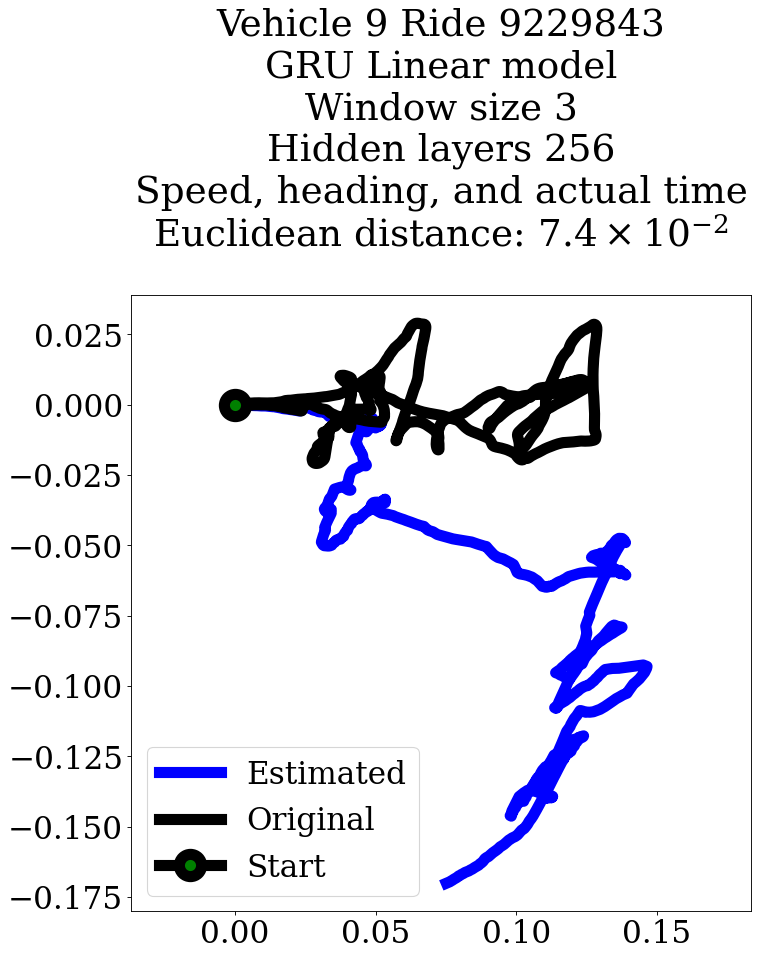 Vehicle 9 Ride 9229843
GRU Linear model
Window size 3
Hidden layers 256
Speed, heading, and actual time
Euclidean distance: 7.4 × 10⁻²
0.025
0.000
−0.025
−0.050
−0.075
−0.100
−0.125
−0.150
−0.175
Estimated
Original
Start
0.00 0.05 0.10 0.15